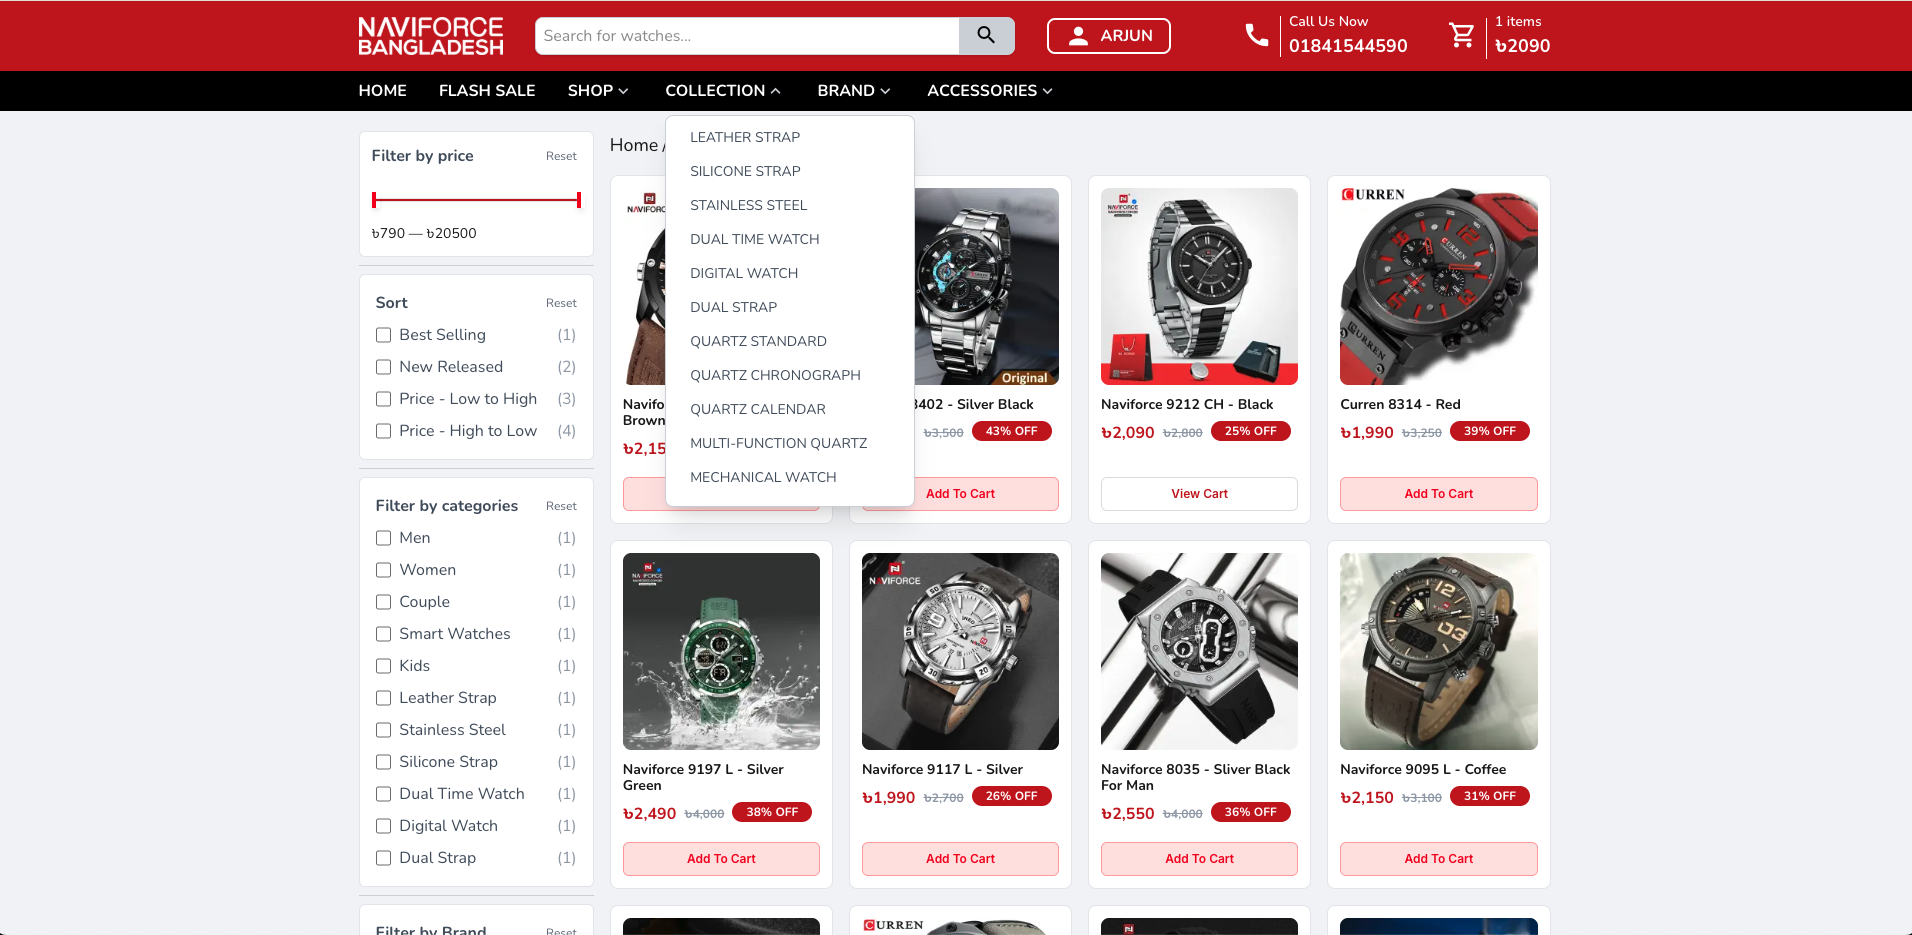 NAVIFORCE
BANGLADESH
Search for watches...
ARJUN
Call Us Now
01841544590
1 items
৳2090
HOME
FLASH SALE
SHOP
COLLECTION
BRAND
ACCESSORIES
LEATHER STRAP
SILICONE STRAP
STAINLESS STEEL
DUAL TIME WATCH
DIGITAL WATCH
DUAL STRAP
QUARTZ STANDARD
QUARTZ CHRONOGRAPH
QUARTZ CALENDAR
MULTI-FUNCTION QUARTZ
MECHANICAL WATCH
Filter by price
Reset
৳790 — ৳20500
Sort
Reset
Best Selling (1)
New Released (2)
Price - Low to High (3)
Price - High to Low (4)
Filter by categories
Reset
Men (1)
Women (1)
Couple (1)
Smart Watches (1)
Kids (1)
Leather Strap (1)
Stainless Steel (1)
Silicone Strap (1)
Dual Time Watch (1)
Digital Watch (1)
Dual Strap (1)
Filter by Brand
Reset
Home /
Brown
Original
3402 - Silver Black
৳3,500
43% OFF
Add To Cart
NAVIFORCE
Naviforce 9212 CH - Black
৳2,090
৳2,800
25% OFF
View Cart
CURREN
CURREN
Curren 8314 - Red
৳1,990
৳3,250
39% OFF
Add To Cart
NAVIFORCE
Naviforce 9197 L - Silver
Green
৳2,490
৳4,000
38% OFF
Add To Cart
NAVIFORCE
Naviforce 9117 L - Silver
৳1,990
৳2,700
26% OFF
Add To Cart
Naviforce 8035 - Sliver Black
For Man
৳2,550
৳4,000
36% OFF
Add To Cart
Naviforce 9095 L - Coffee
৳2,150
৳3,100
31% OFF
Add To Cart
CURREN